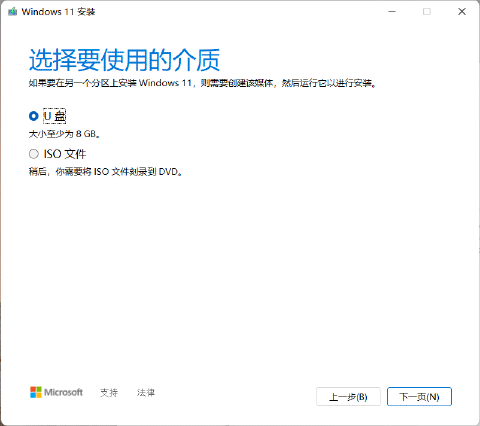 Windows 11 安装
选择要使用的介质
如果要在另一个分区上安装 Windows 11，则需要创建该媒体，然后运行它以进行安装。
U 盘
大小至少为 8 GB。
ISO 文件
稍后，你需要将 ISO 文件刻录到 DVD。
Microsoft 支持 法律 上一步(B) 下一页(N)